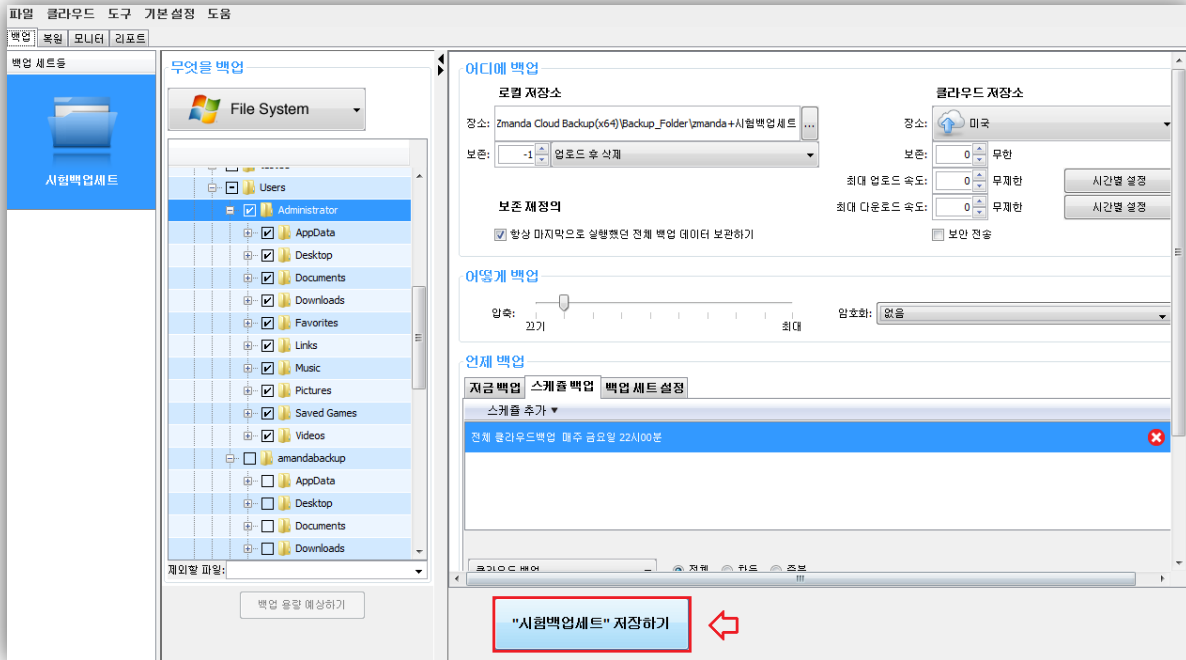 파일 클라우드 도구 기본 설정 도움
백업 복원 모니터 리포트
백업 세트들
시험백업세트
무엇을 백업
File System
Users
Administrator
AppData
Desktop
Documents
Downloads
Favorites
Links
Music
Pictures
Saved Games
Videos
amandabackup
AppData
Desktop
Documents
Downloads
제외할 파일:
백업 용량 예상하기
어디에 백업
로컬 저장소
장소: Zmanda Cloud Backup(x64)\Backup_Folder\zmanda+시험백업세트 ...
보존: -1 업로드 후 삭제
보존 재정의
항상 마지막으로 실행했던 전체 백업 데이터 보관하기
클라우드 저장소
장소: 미국
보존: 0 무한
최대 업로드 속도: 0 무제한 시간별 설정
최대 다운로드 속도: 0 무제한 시간별 설정
보안 전송
어떻게 백업
압축: 끄기 최대
암호화: 없음
언제 백업
지금 백업 스케쥴 백업 백업 세트 설정
스케쥴 추가 ▼
전체 클라우드백업 매주 금요일 22시00분
클라우드 백업 전체 차등 증분
"시험백업세트" 저장하기